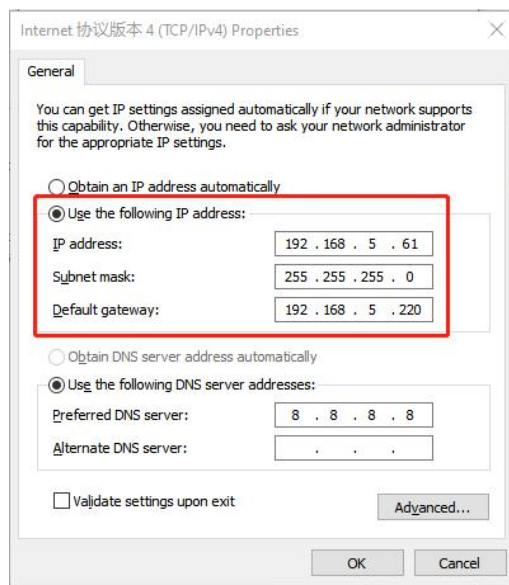 Internet 协议版本 4 (TCP/IPv4) Properties
General
You can get IP settings assigned automatically if your network supports
this capability. Otherwise, you need to ask your network administrator
for the appropriate IP settings.
Obtain an IP address automatically
Use the following IP address:
IP address: 192 . 168 . 5 . 61
Subnet mask: 255 . 255 . 255 . 0
Default gateway: 192 . 168 . 5 . 220
Obtain DNS server address automatically
Use the following DNS server addresses:
Preferred DNS server: 8 . 8 . 8 . 8
Alternate DNS server: . . .
Validate settings upon exit
Advanced...
OK Cancel